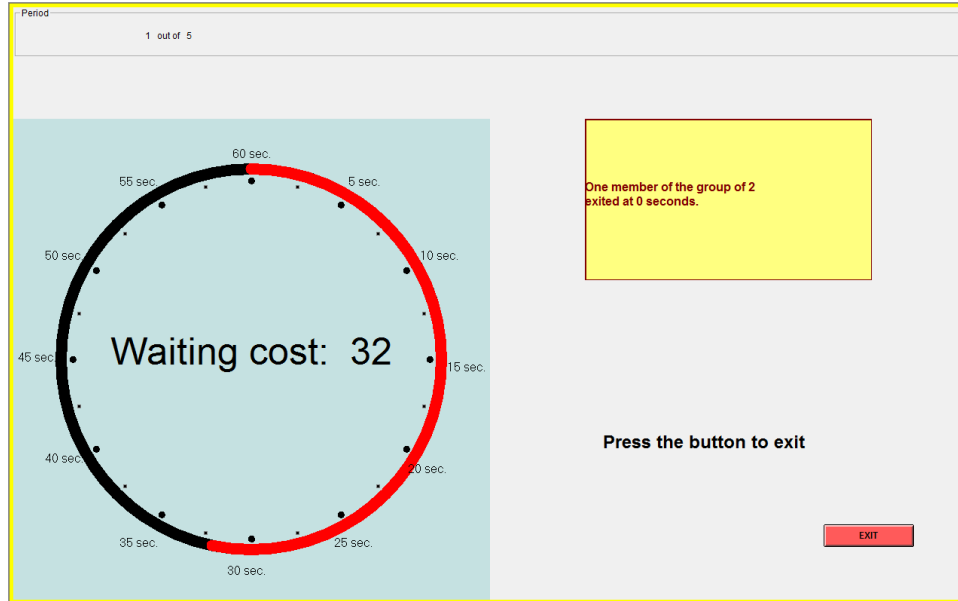 Period
1 out of 5
60 sec.
55 sec.
5 sec.
50 sec.
10 sec.
Waiting cost: 32
45 sec.
15 sec.
40 sec.
20 sec.
35 sec.
25 sec.
30 sec.
One member of the group of 2
exited at 0 seconds.
Press the button to exit
EXIT